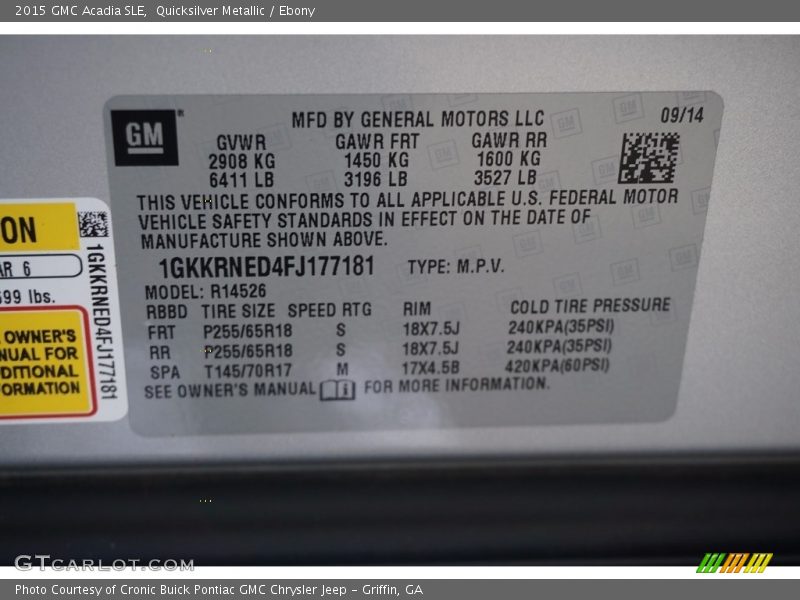 2015 GMC Acadia SLE, Quicksilver Metallic / Ebony
GM
MFD BY GENERAL MOTORS LLC
09/14
GVWR GAWR FRT GAWR RR
2908 KG 1450 KG 1600 KG
6411 LB 3196 LB 3527 LB
THIS VEHICLE CONFORMS TO ALL APPLICABLE U.S. FEDERAL MOTOR
VEHICLE SAFETY STANDARDS IN EFFECT ON THE DATE OF
MANUFACTURE SHOWN ABOVE.
1GKKRNED4FJ177181 TYPE: M.P.V.
MODEL: R14526
RBBD TIRE SIZE SPEED RTG RIM COLD TIRE PRESSURE
FRT P255/65R18 S 18X7.5J 240KPA(35PSI)
RR P255/65R18 S 18X7.5J 240KPA(35PSI)
SPA T145/70R17 M 17X4.5B 420KPA(60PSI)
SEE OWNER'S MANUAL FOR MORE INFORMATION.
ON
AR 6
699 lbs.
OWNER'S
NUAL FOR
DITIONAL
ORMATION
1GKKRNED4FJ177181
GTCARLOT.COM
Photo Courtesy of Cronic Buick Pontiac GMC Chrysler Jeep - Griffin, GA